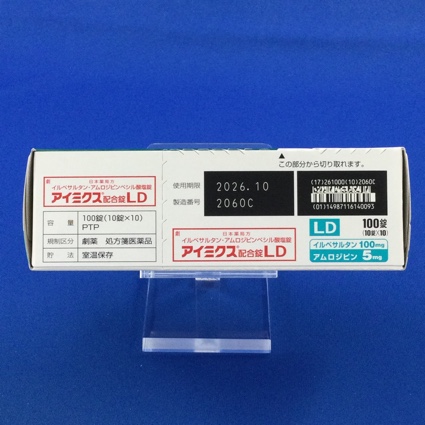 劇
日本薬局方
イルベサルタン・アムロジピンベシル酸塩錠
アイミクス®配合錠LD
容量 100錠(10錠×10)
PTP
規制区分 劇薬 処方箋医薬品
貯法 室温保存
使用期限 2026.10
製造番号 2060C
▲
この部分から切り取れます。
(17)261000(10)2060C
(01)14987116140093
劇
日本薬局方
イルベサルタン・アムロジピンベシル酸塩錠
アイミクス®配合錠LD
LD 100錠
(10錠×10)
イルベサルタン 100mg
アムロジピン 5mg